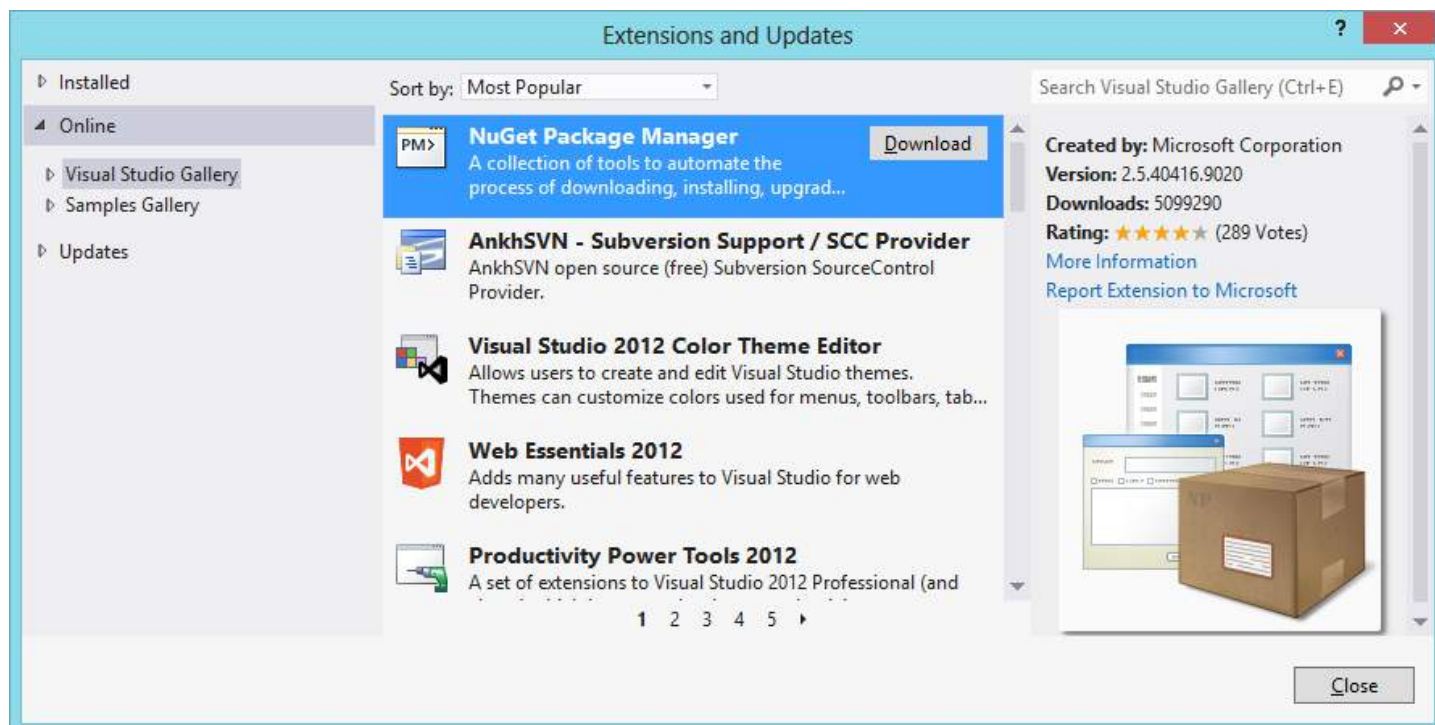 Extensions and Updates
?
Installed
Online
Visual Studio Gallery
Samples Gallery
Updates
Sort by: Most Popular
PM>
NuGet Package Manager
Download
A collection of tools to automate the
process of downloading, installing, upgrad...
AnkhSVN - Subversion Support / SCC Provider
AnkhSVN open source (free) Subversion SourceControl
Provider.
Visual Studio 2012 Color Theme Editor
Allows users to create and edit Visual Studio themes.
Themes can customize colors used for menus, toolbars, tab...
Web Essentials 2012
Adds many useful features to Visual Studio for web
developers.
Productivity Power Tools 2012
A set of extensions to Visual Studio 2012 Professional (and
1 2 3 4 5
Search Visual Studio Gallery (Ctrl+E)
Created by: Microsoft Corporation
Version: 2.5.40416.9020
Downloads: 5099290
Rating: (289 Votes)
More Information
Report Extension to Microsoft
NP
Close